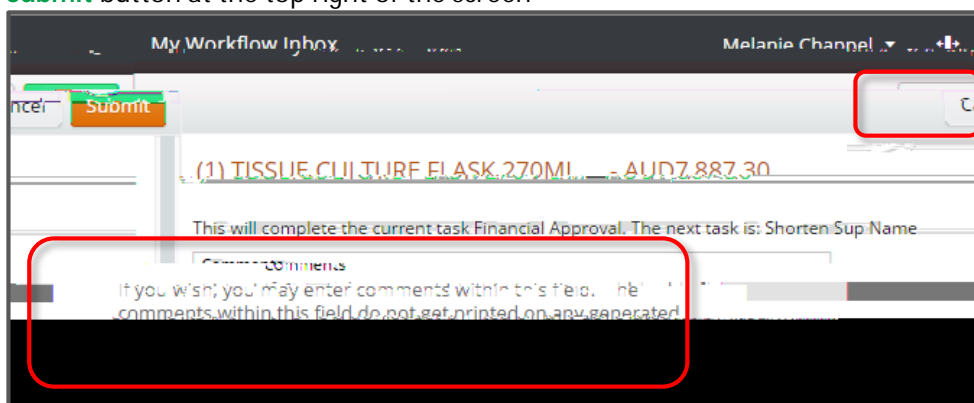 Submit button at the top right of the screen
My Workflow Inbox
Melanie Chappel
Submit
(1) TISSUE CULTURE FLASK 270ML - AUD7,887.30
This will complete the current task Financial Approval. The next task is: Shorten Sup Name
Comments
If you wish, you may enter comments within this field. The
comments within this field do not get printed on any generated